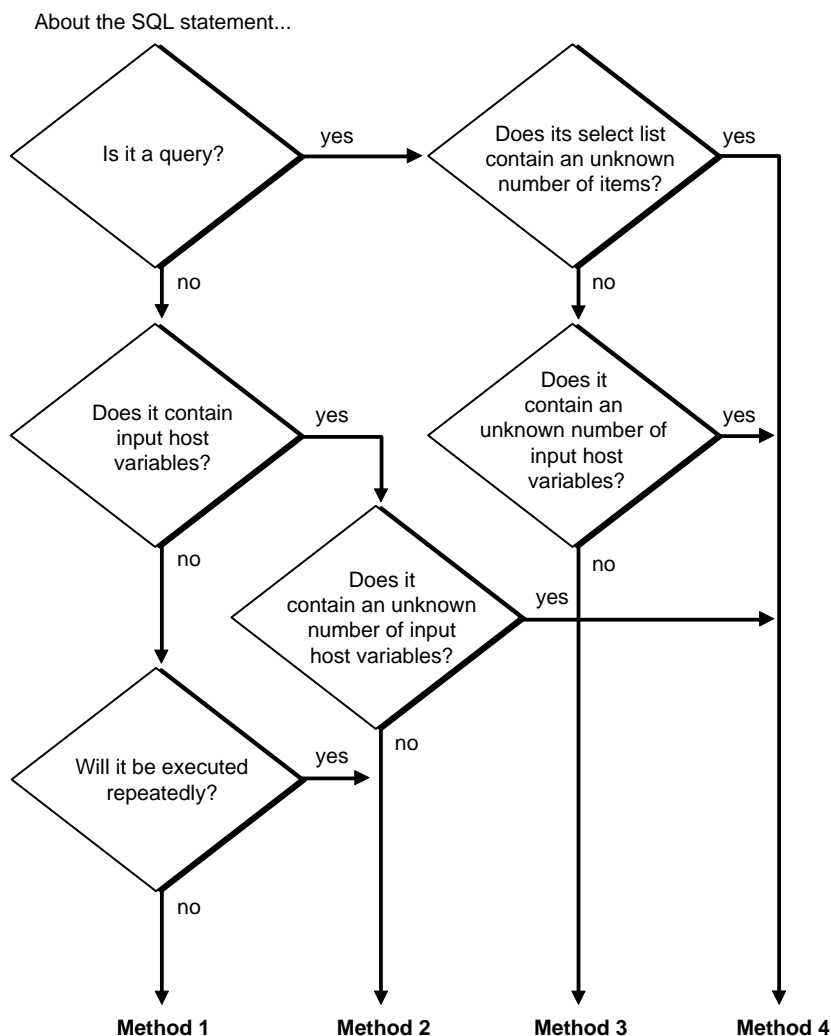 About the SQL statement...
Is it a query?
yes
Does its select list
contain an unknown
number of items?
yes
no
no
Does it contain
input host
variables?
yes
Does it
contain an
unknown number of
input host
variables?
yes
no
no
Does it
contain an unknown
number of input
host variables?
yes
no
Will it be executed
repeatedly?
yes
no
Method 1
Method 2
Method 3
Method 4